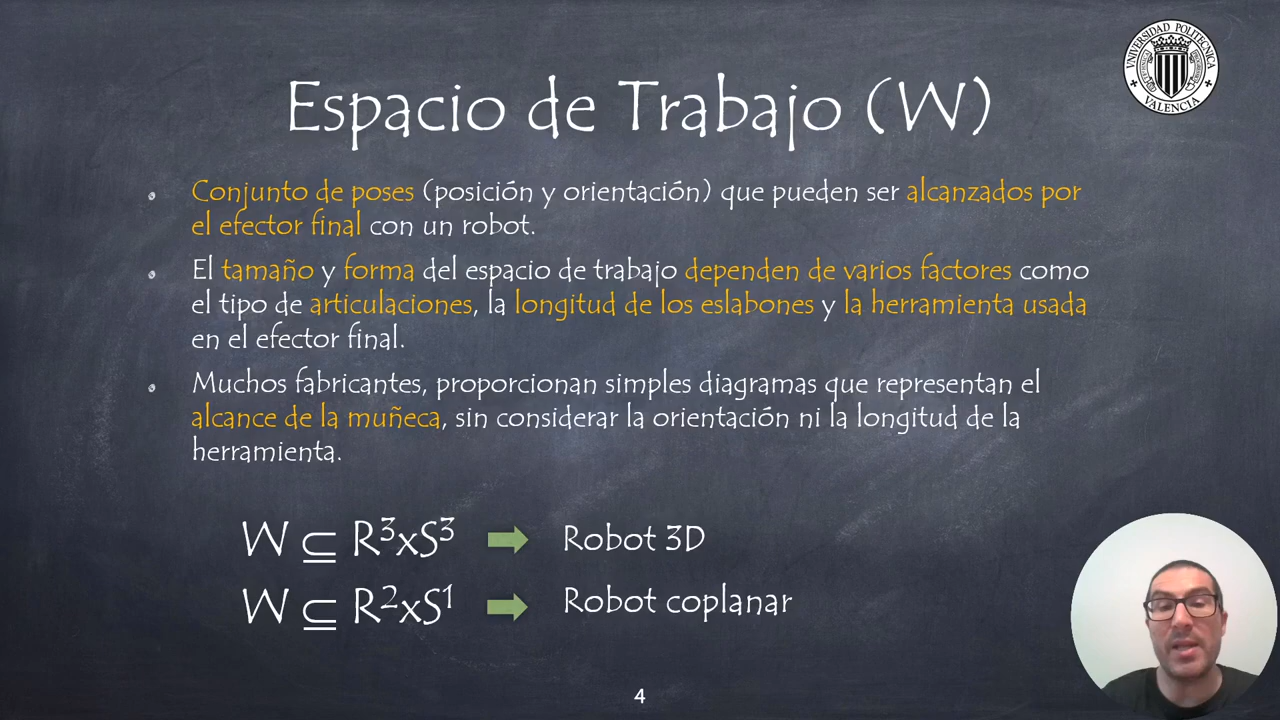 UNIVERSIDAD POLITECNICA
VALENCIA
Espacio de Trabajo (W)
Conjunto de poses (posición y orientación) que pueden ser alcanzados por
el efector final con un robot.
El tamaño y forma del espacio de trabajo dependen de varios factores como
el tipo de articulaciones, la longitud de los eslabones y la herramienta usada
en el efector final.
Muchos fabricantes, proporcionan simples diagramas que representan el
alcance de la muñeca, sin considerar la orientación ni la longitud de la
herramienta.
W ⊆ R³xS³ Robot 3D
W ⊆ R²xS¹ Robot coplanar
4